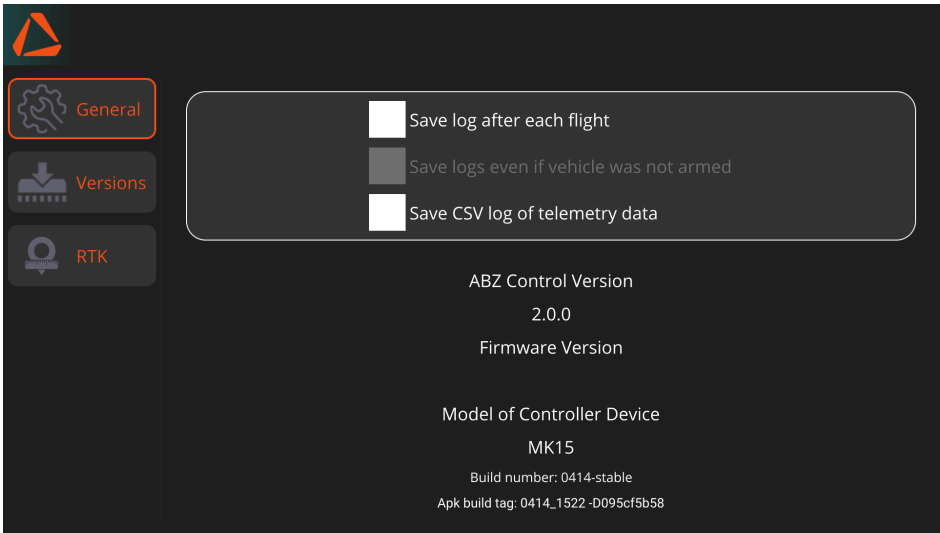 General
Versions
RTK
Save log after each flight
Save logs even if vehicle was not armed
Save CSV log of telemetry data
ABZ Control Version
2.0.0
Firmware Version
Model of Controller Device
MK15
Build number: 0414-stable
Apk build tag: 0414_1522 -D095cf5b58